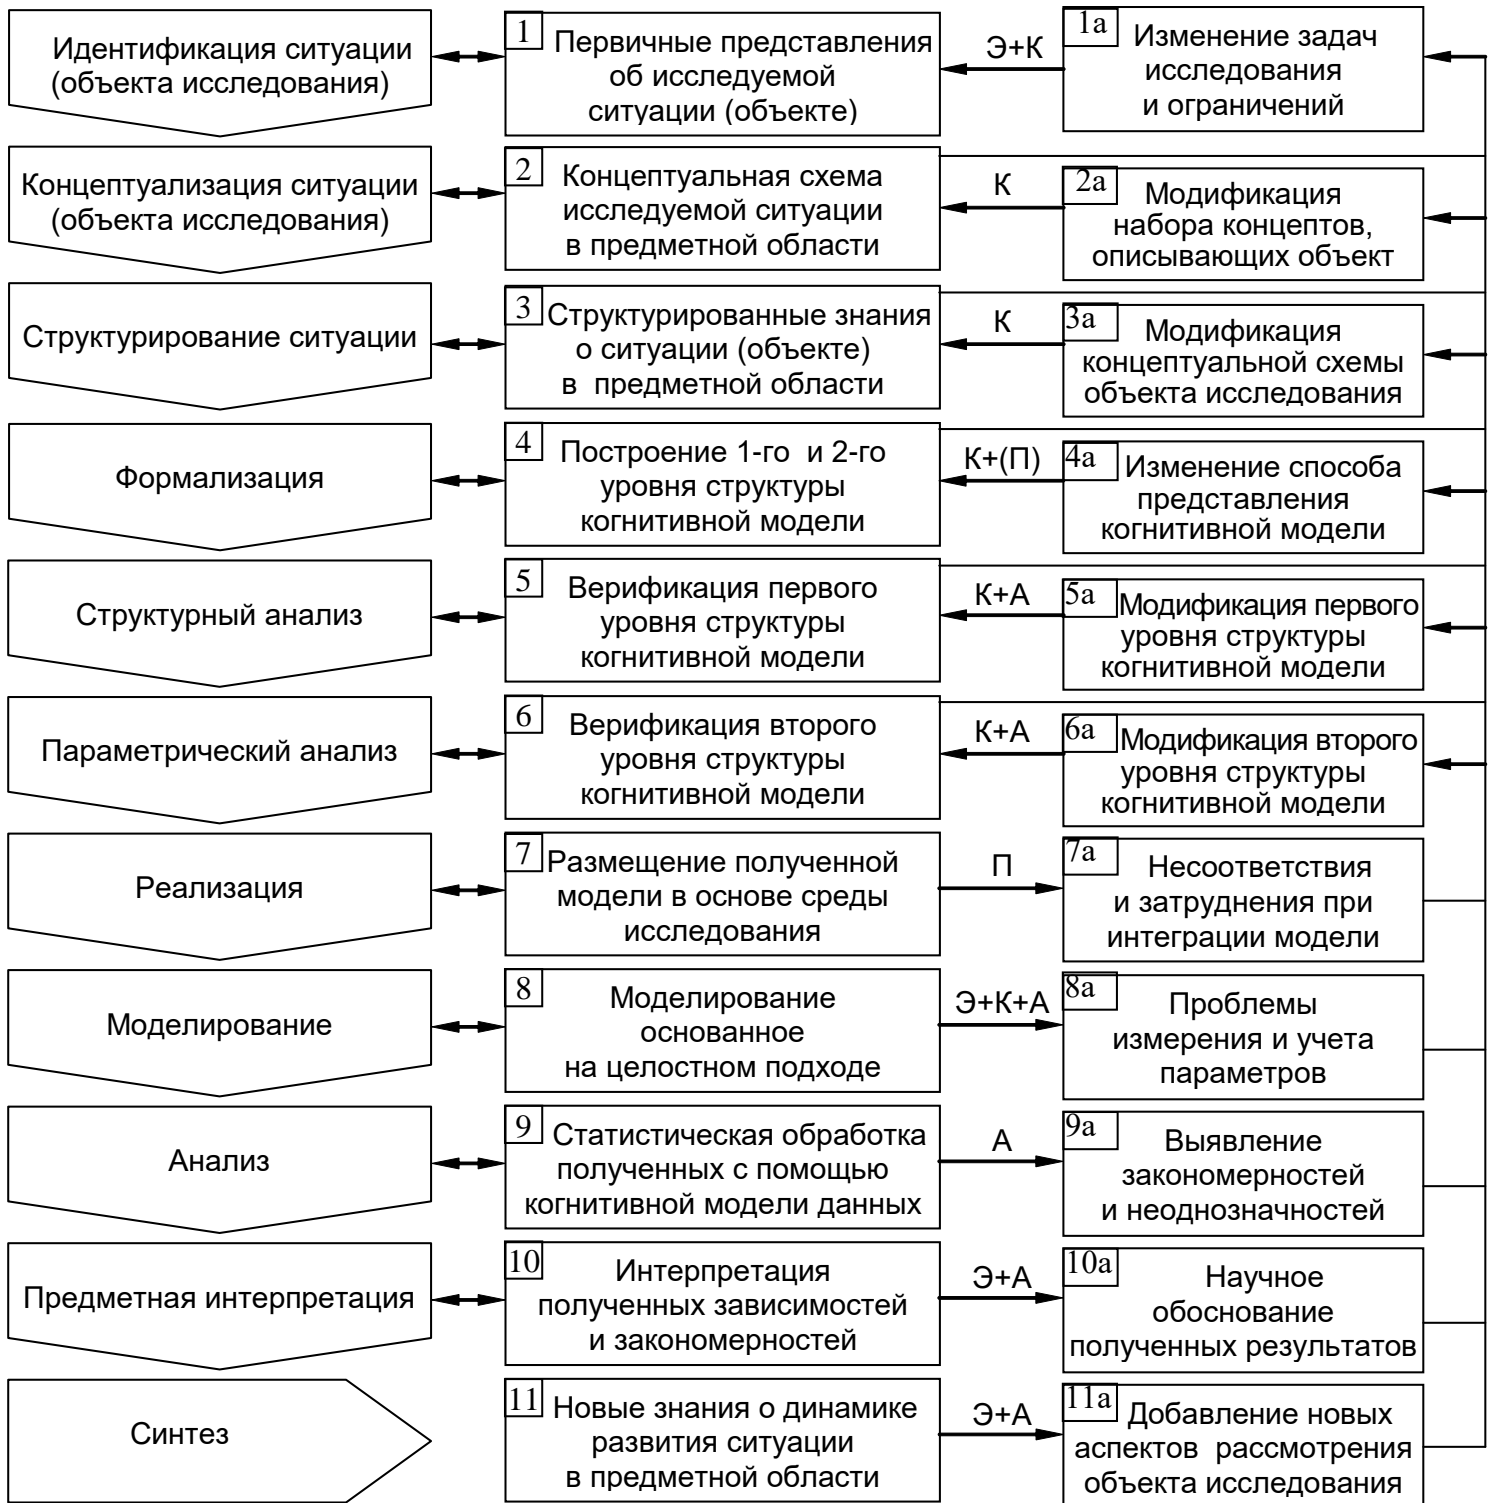 Идентификация ситуации
(объекта исследования)
1
Первичные представления
об исследуемой
ситуации (объекте)
Э+К
1а
Изменение задач
исследования
и ограничений
Концептуализация ситуации
(объекта исследования)
2
Концептуальная схема
исследуемой ситуации
в предметной области
К
2а
Модификация
набора концептов,
описывающих объект
Структурирование ситуации
3
Структурированные знания
о ситуации (объекте)
в предметной области
К
3а
Модификация
концептуальной схемы
объекта исследования
Формализация
4
Построение 1-го и 2-го
уровня структуры
когнитивной модели
К+(П)
4а
Изменение способа
представления
когнитивной модели
Структурный анализ
5
Верификация первого
уровня структуры
когнитивной модели
К+А
5а
Модификация первого
уровня структуры
когнитивной модели
Параметрический анализ
6
Верификация второго
уровня структуры
когнитивной модели
К+А
6а
Модификация второго
уровня структуры
когнитивной модели
Реализация
7
Размещение полученной
модели в основе среды
исследования
П
7а
Несоответствия
и затруднения при
интеграции модели
Моделирование
8
Моделирование
основанное
на целостном подходе
Э+К+А
8а
Проблемы
измерения и учета
параметров
Анализ
9
Статистическая обработка
полученных с помощью
когнитивной модели данных
А
9а
Выявление
закономерностей
и неоднозначностей
Предметная интерпретация
10
Интерпретация
полученных зависимостей
и закономерностей
Э+А
10а
Научное
обоснование
полученных результатов
Синтез
11
Новые знания о динамике
развития ситуации
в предметной области
Э+А
11а
Добавление новых
аспектов рассмотрения
объекта исследования